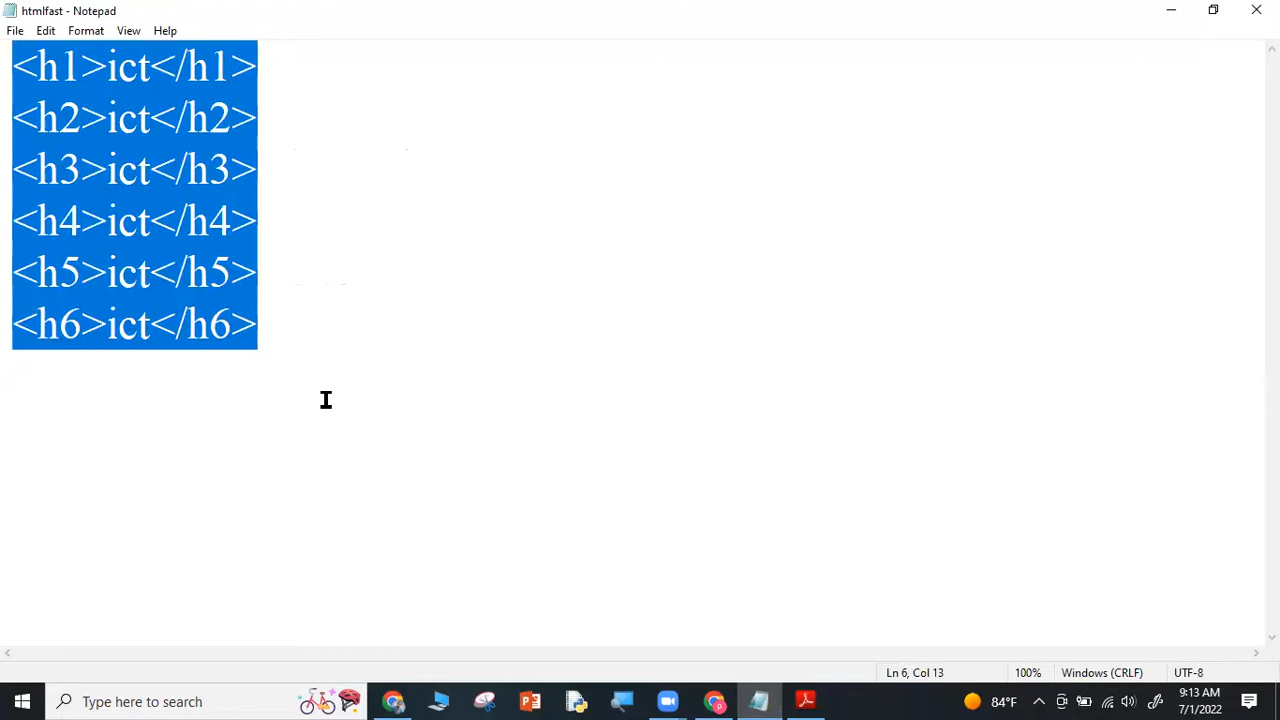 htmlfast - Notepad
File Edit Format View Help
<h1>ict</h1>
<h2>ict</h2>
<h3>ict</h3>
<h4>ict</h4>
<h5>ict</h5>
<h6>ict</h6>
Ln 6, Col 13 100% Windows (CRLF) UTF-8
Type here to search 84°F 9:13 AM
7/1/2022